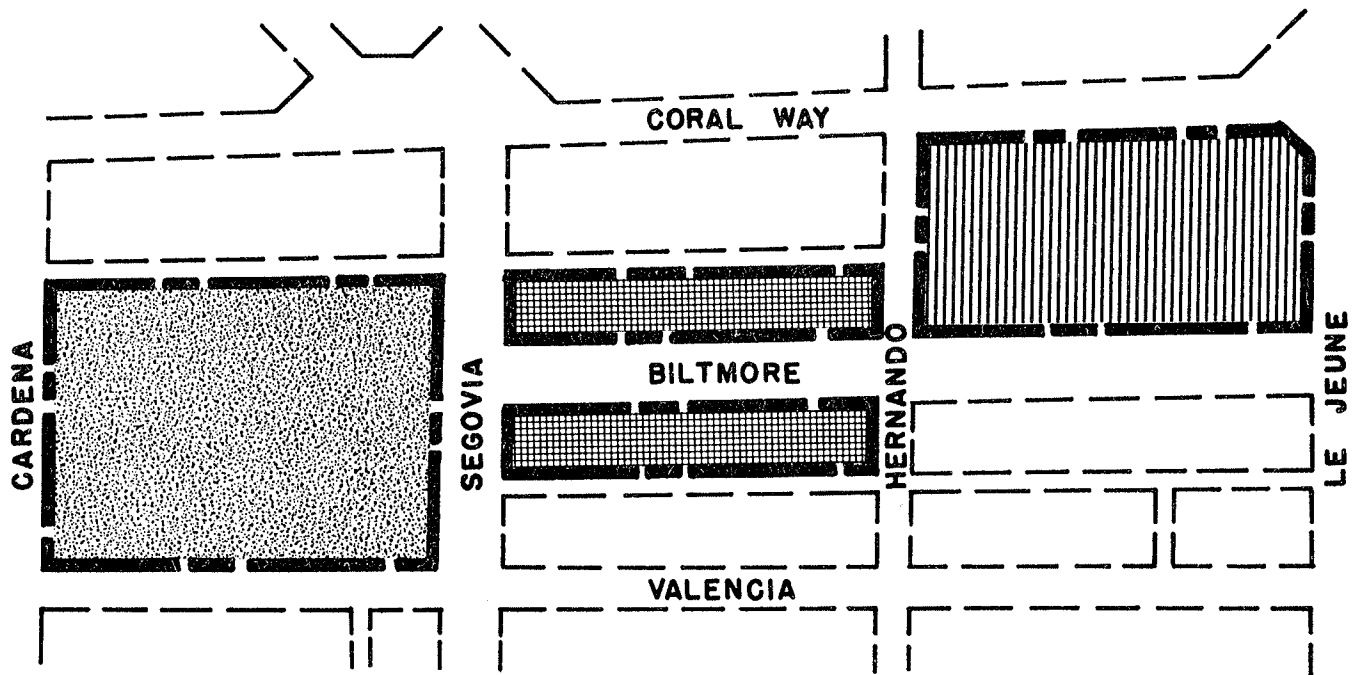 CORAL WAY
CARDENA
SEGOVIA
BILTMORE
HERNANDO
LE JEUNE
VALENCIA